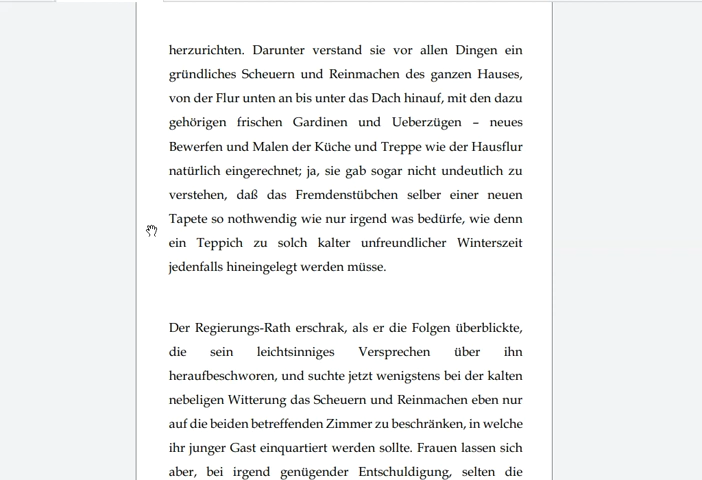 herzurichten. Darunter verstand sie vor allen Dingen ein
gründliches Scheuern und Reinmachen des ganzen Hauses,
von der Flur unten an bis unter das Dach hinauf, mit den dazu
gehörigen frischen Gardinen und Ueberzügen – neues
Bewerfen und Malen der Küche und Treppe wie der Hausflur
natürlich eingerechnet; ja, sie gab sogar nicht undeutlich zu
verstehen, daß das Fremdenstübchen selber einer neuen
Tapete so nothwendig wie nur irgend was bedürfe, wie denn
ein Teppich zu solch kalter unfreundlicher Winterszeit
jedenfalls hineingelegt werden müsse.
Der Regierungs-Rath erschrak, als er die Folgen überblickte,
die sein leichtsinniges Versprechen über ihn
heraufbeschworen, und suchte jetzt wenigstens bei der kalten
nebeligen Witterung das Scheuern und Reinmachen eben nur
auf die beiden betreffenden Zimmer zu beschränken, in welche
ihr junger Gast einquartiert werden sollte. Frauen lassen sich
aber, bei irgend genügender Entschuldigung, selten die